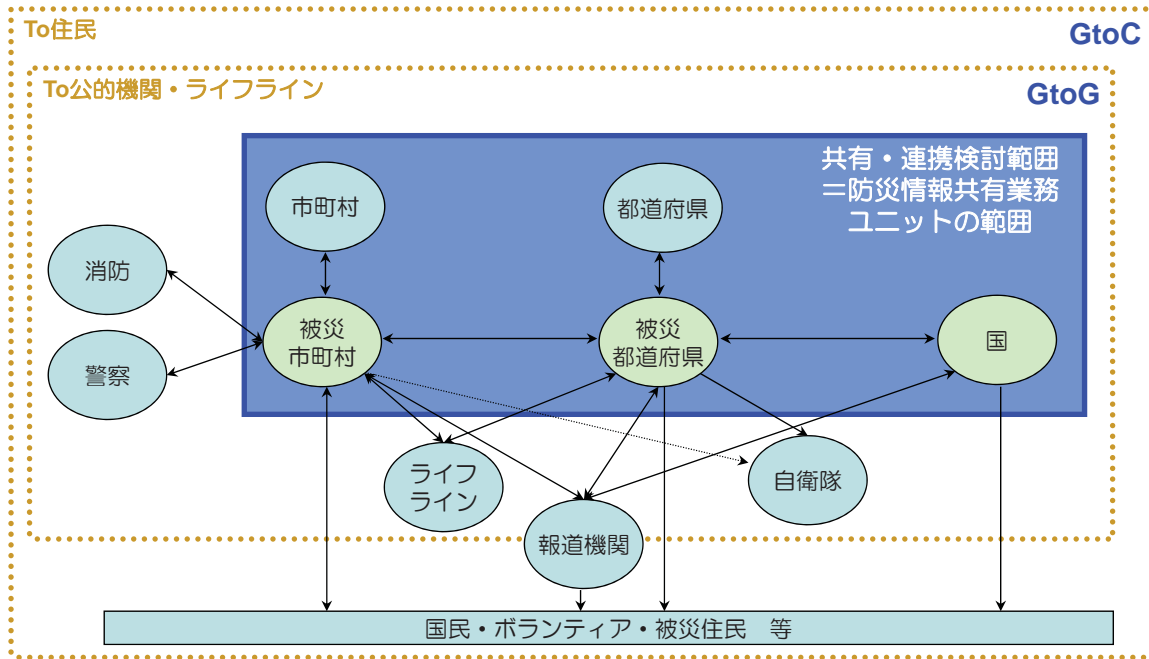 To住民
GtoC
To公的機関・ライフライン
GtoG
共有・連携検討範囲
＝防災情報共有業務
ユニットの範囲
市町村
都道府県
消防
被災
市町村
被災
都道府県
国
警察
ライフ
ライン
自衛隊
報道機関
国民・ボランティア・被災住民　等